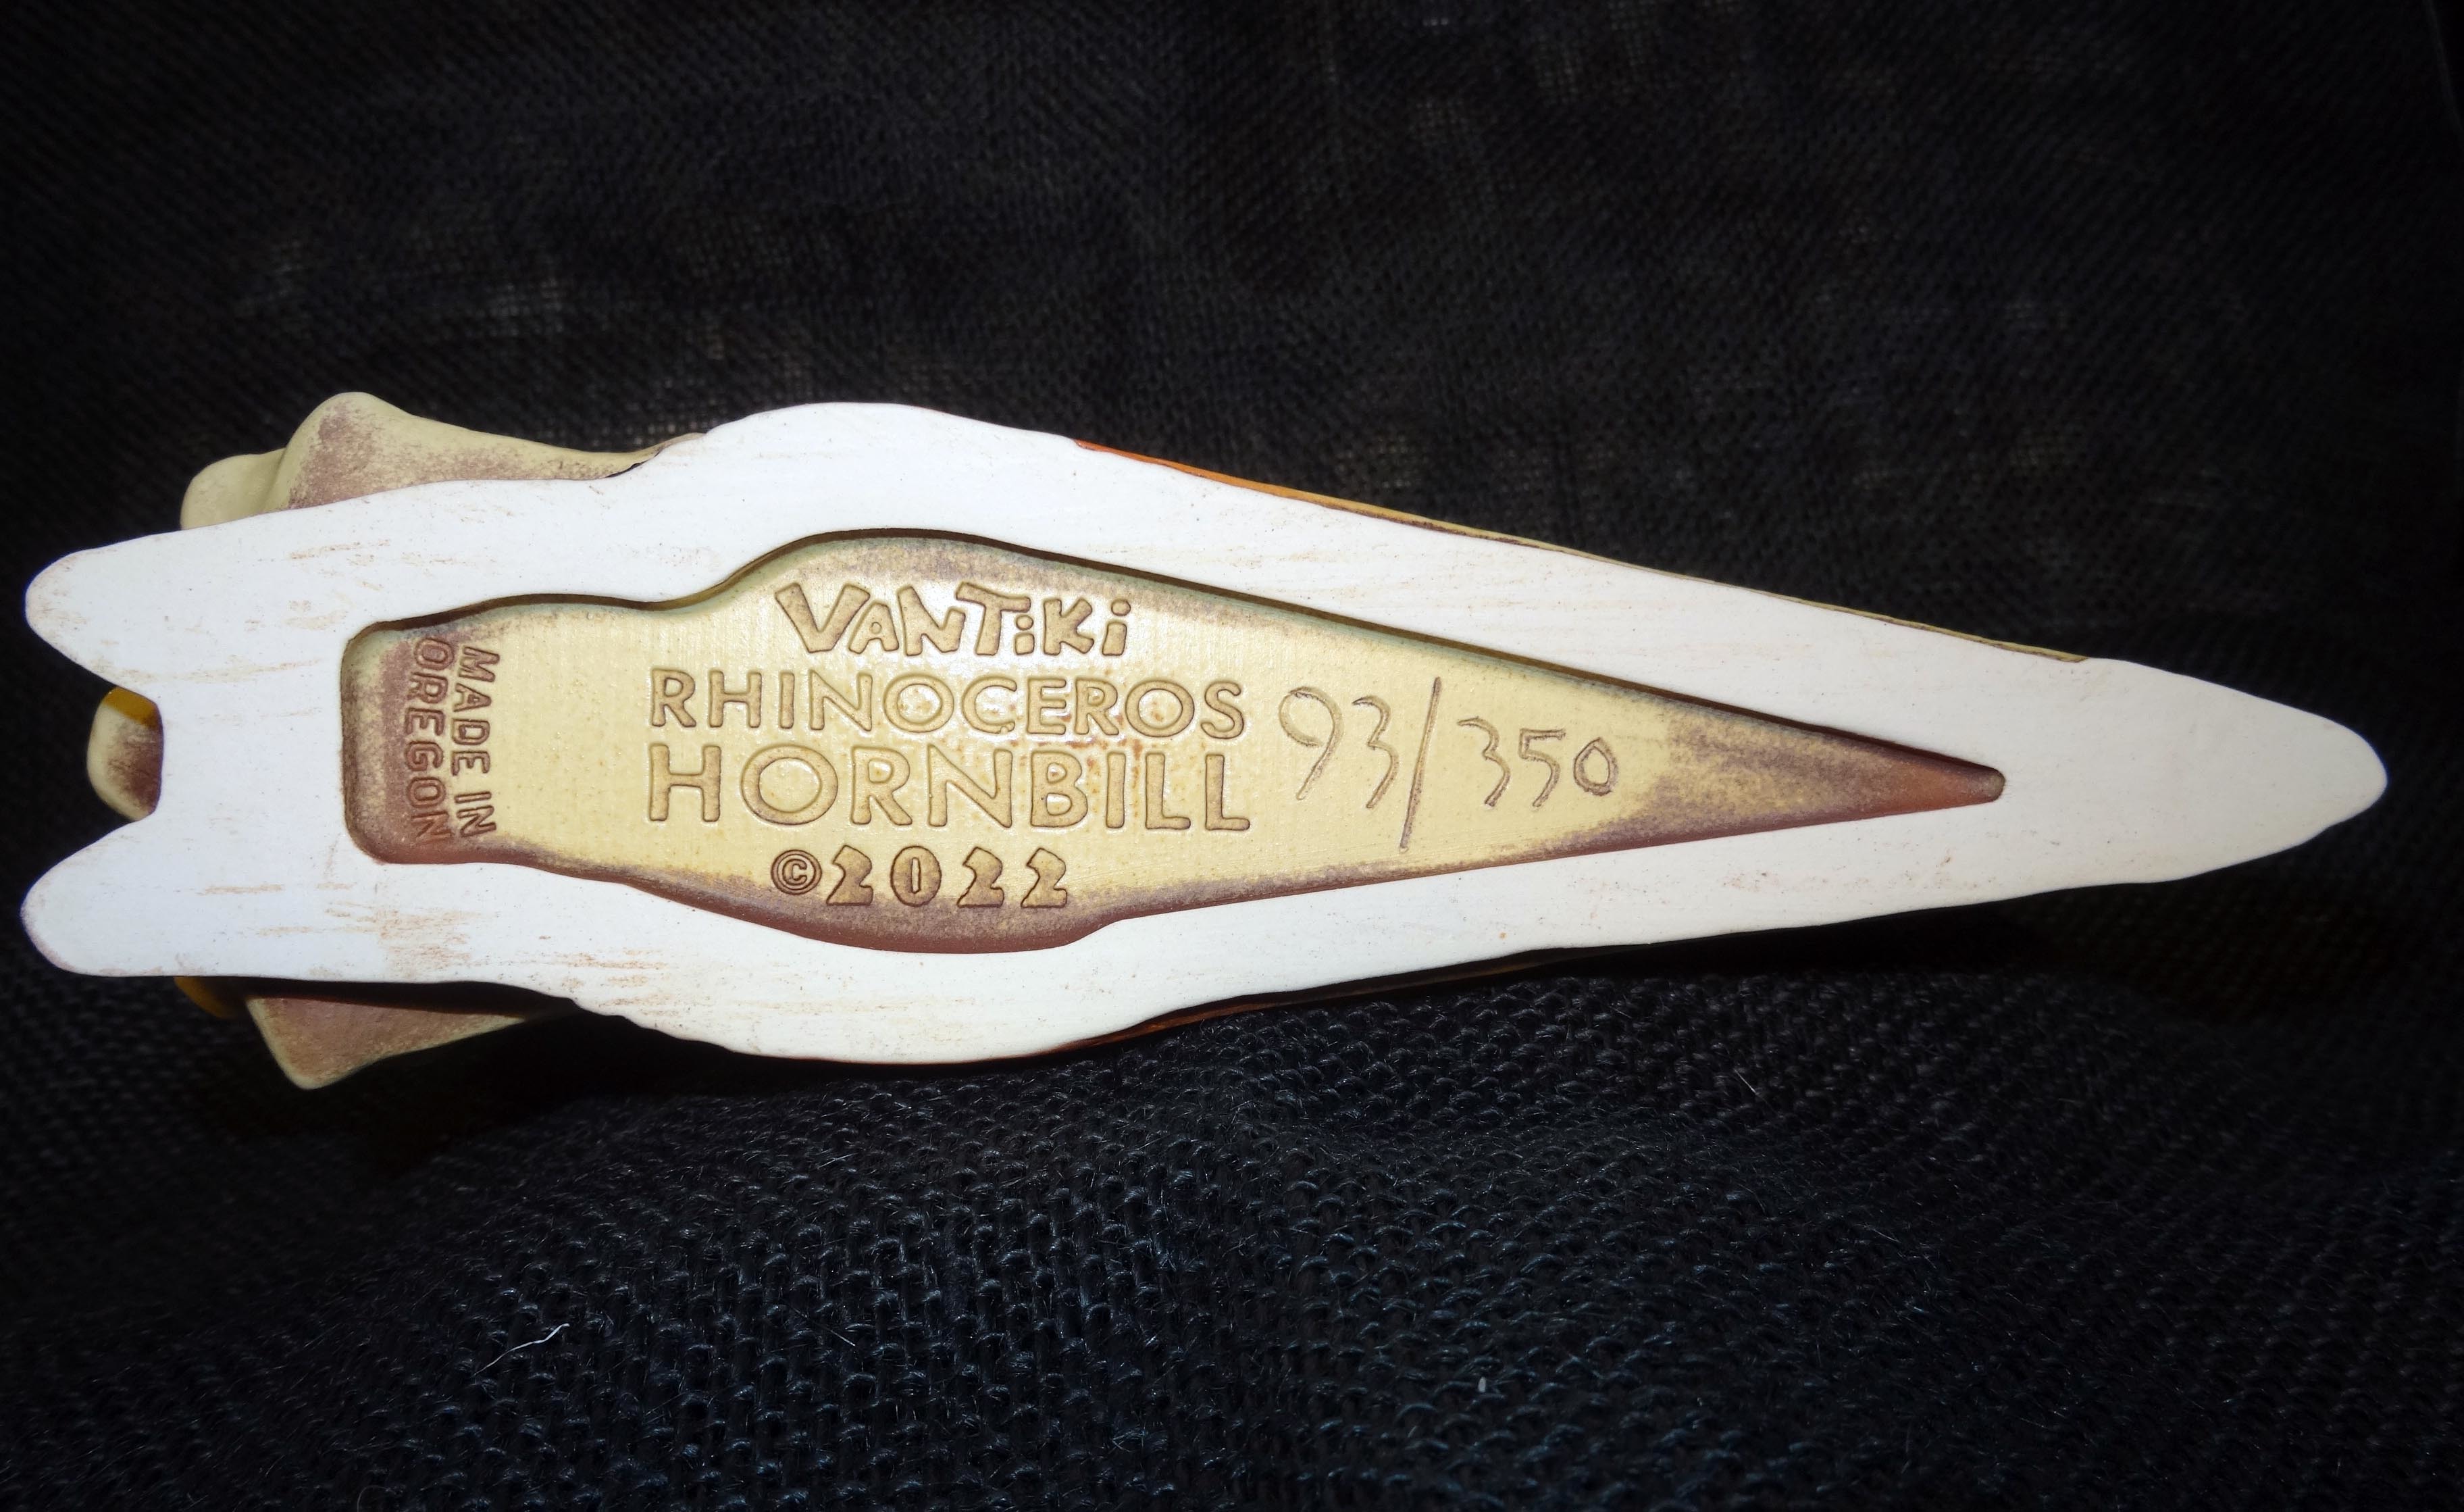 VANTiKi
RHINOCEROS
HORNBILL
©2022
93/350
MADE IN
OREGON